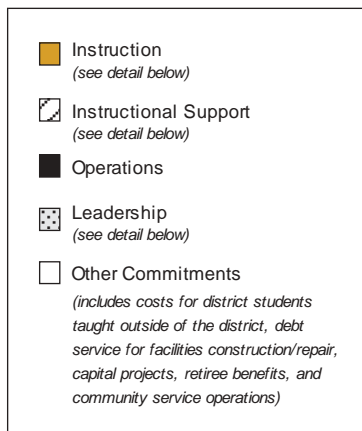 Instruction
(see detail below)
Instructional Support
(see detail below)
Operations
Leadership
(see detail below)
Other Commitments
(includes costs for district students
taught outside of the district, debt
service for facilities construction/repair,
capital projects, retiree benefits, and
community service operations)